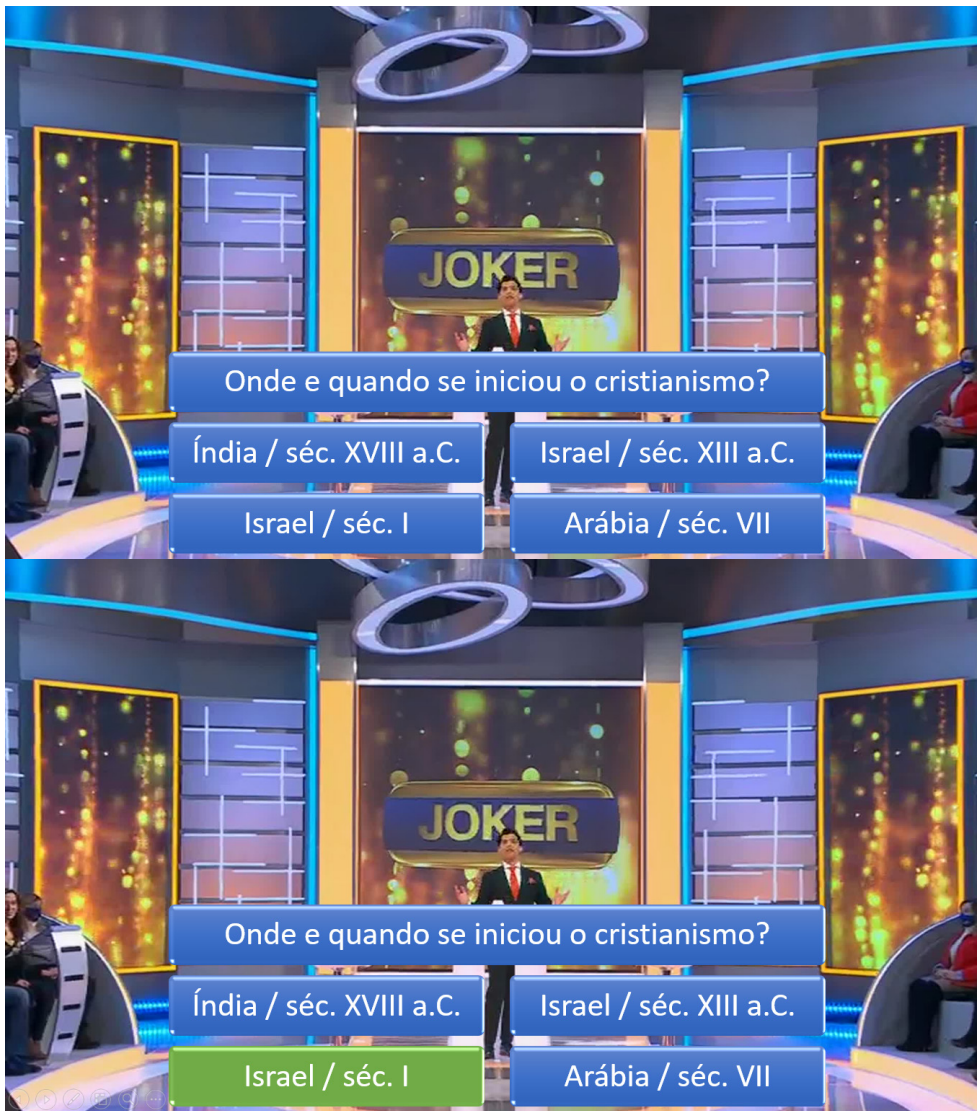 JOKER
Onde e quando se iniciou o cristianismo?
Índia / séc. XVIII a.C.
Israel / séc. XIII a.C.
Israel / séc. I
Arábia / séc. VII
JOKER
Onde e quando se iniciou o cristianismo?
Índia / séc. XVIII a.C.
Israel / séc. XIII a.C.
Israel / séc. I
Arábia / séc. VII